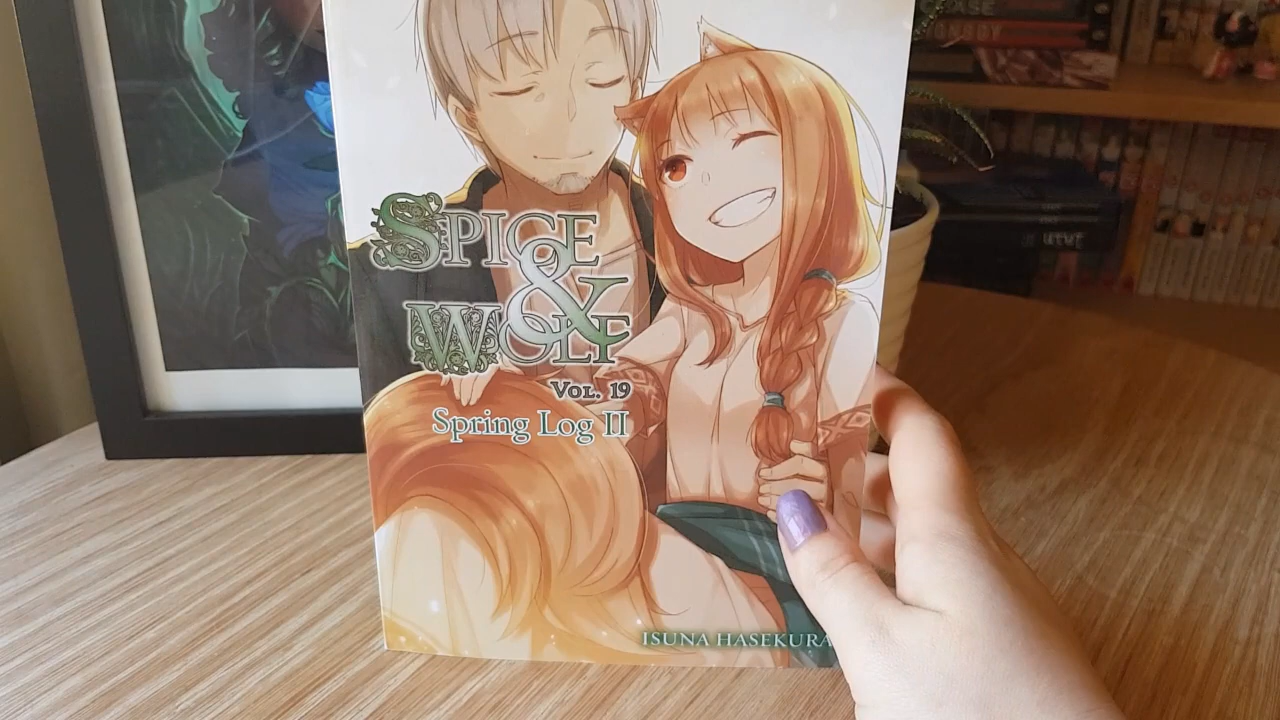 SPICE
&
WOLF
VOL. 19
Spring Log II
ISUNA HASEKURA